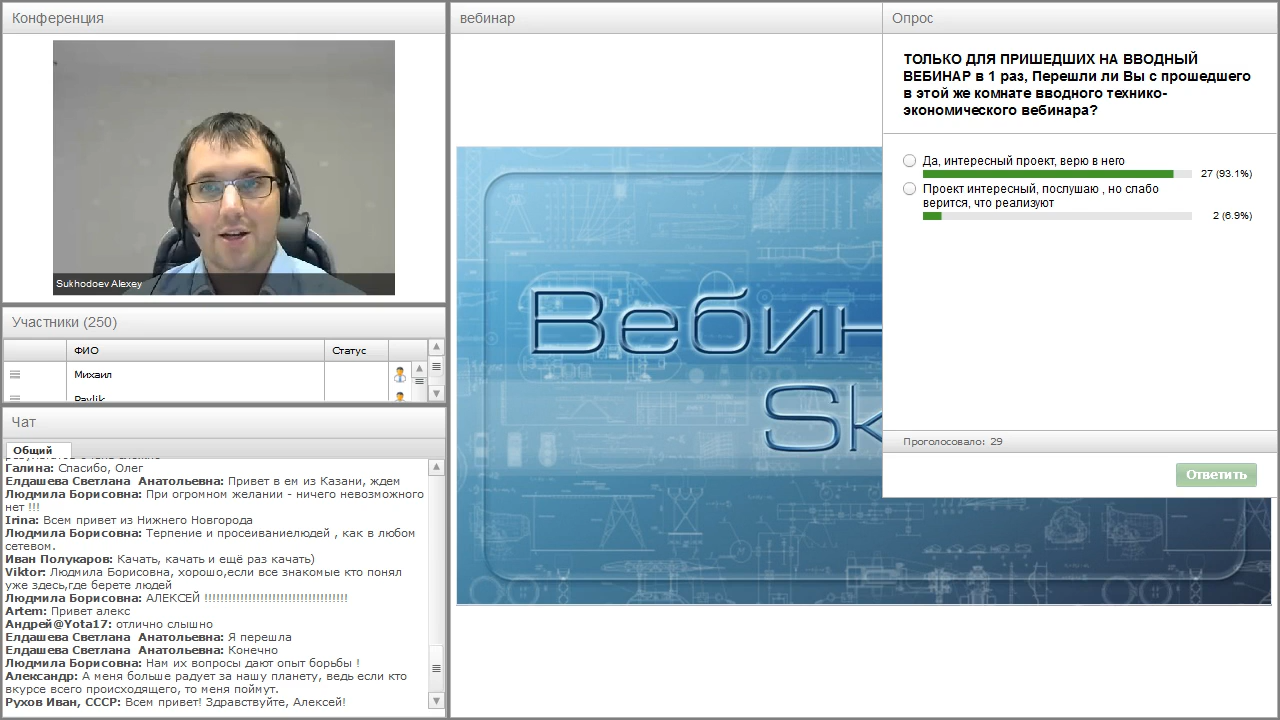 Конференция
Sukhodoev Alexey
Участники (250)
ФИО
Статус
Михаил
Pavlik
Чат
Общий
Галина: Спасибо, Олег
Елдашева Светлана Анатольевна: Привет в ем из Казани, ждем
Людмила Борисовна: При огромном желании - ничего невозможного
нет !!!
Irina: Всем привет из Нижнего Новгорода
Людмила Борисовна: Терпение и просеиваниелюдей , как в любом
сетевом.
Иван Полукаров: Качать, качать и ещё раз качать)
Viktor: Людмила Борисовна, хорошо,если все знакомые кто понял
уже здесь,где берете людей
Людмила Борисовна: АЛЕКСЕЙ !!!!!!!!!!!!!!!!!!!!!!!!!!!!!!!!!!!!
Artem: Привет алекс
Андрей@Yota17: отлично слышно
Елдашева Светлана Анатольевна: Я перешла
Елдашева Светлана Анатольевна: Конечно
Людмила Борисовна: Нам их вопросы дают опыт борьбы !
Александр: А меня больше радует за нашу планету, ведь если кто
вкурсе всего происходящего, то меня поймут.
Рухов Иван, СССР: Всем привет! Здравствуйте, Алексей!
вебинар
Вебин
Sk
Опрос
ТОЛЬКО ДЛЯ ПРИШЕДШИХ НА ВВОДНЫЙ
ВЕБИНАР в 1 раз, Перешли ли Вы с прошедшего
в этой же комнате вводного технико-
экономического вебинара?
Да, интересный проект, верю в него
27 (93.1%)
Проект интересный, послушаю , но слабо
верится, что реализуют
2 (6.9%)
Проголосовало: 29
Ответить